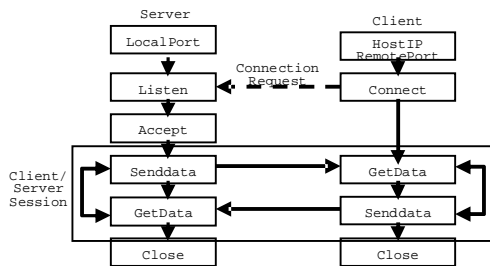 Server
Client
LocalPort
HostIP
RemotePort
Connection
Request
Listen
Connect
Accept
Client/
Server
Session
Senddata
GetData
GetData
Senddata
Close
Close